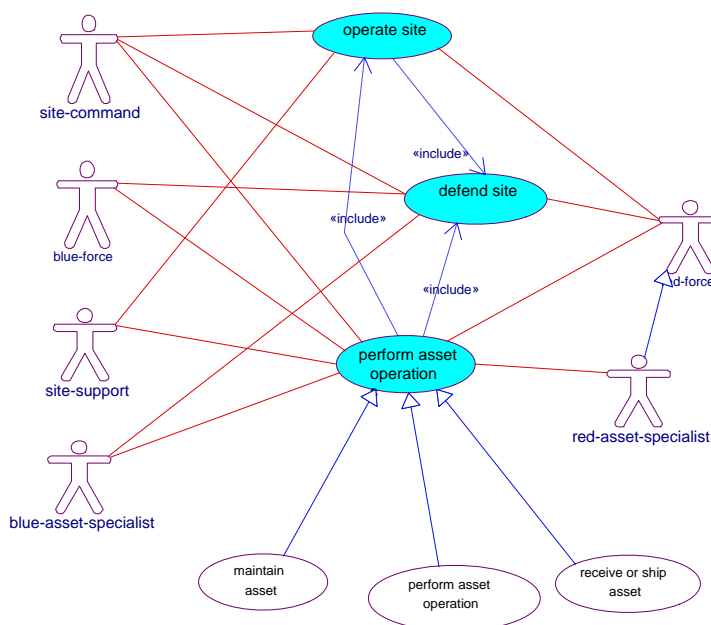 operate site
site-command
«include»
defend site
«include»
blue-force
«include»
d-force
perform asset
operation
site-support
red-asset-specialist
blue-asset-specialist
maintain
asset
perform asset
operation
receive or ship
asset